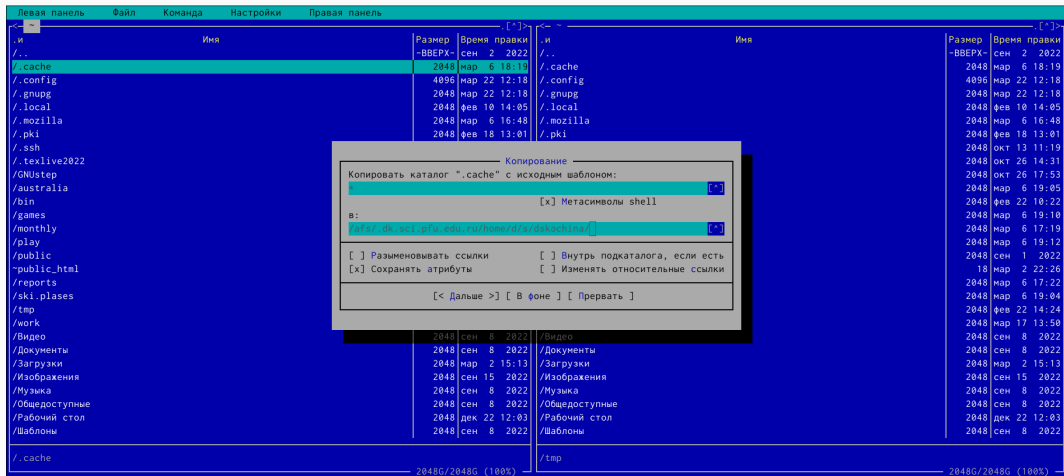 Левая панель Файл Команда Настройки Правая панель
<─ ~ .[^]> <─ ~ .[^]>
.и Имя Размер Время правки .и Имя Размер Время правки
/.. -ВВЕРХ- сен 2 2022 /.. -ВВЕРХ- сен 2 2022
/.cache 2048 мар 6 18:19 /.cache 2048 мар 6 18:19
/.config 4096 мар 22 12:18 /.config 4096 мар 22 12:18
/.gnupg 2048 мар 22 12:18 /.gnupg 2048 мар 22 12:18
/.local 2048 фев 10 14:05 /.local 2048 фев 10 14:05
/.mozilla 2048 мар 6 16:48 /.mozilla 2048 мар 6 16:48
/.pki 2048 фев 18 13:01 /.pki 2048 фев 18 13:01
/.ssh 2048 окт 13 11:19
/.texlive2022 2048 окт 26 14:31
/GNUstep 2048 окт 26 17:53
/australia 2048 мар 6 19:05
/bin 2048 фев 22 10:22
/games 2048 мар 6 19:10
/monthly 2048 мар 6 17:19
/play 2048 мар 6 19:12
/public 2048 сен 1 2022
~public_html 18 мар 2 22:26
/reports 2048 мар 6 17:22
/ski.plases 2048 мар 6 19:04
/tmp 2048 фев 22 14:24
/work 2048 мар 17 13:50
Копирование
Копировать каталог ".cache" с исходным шаблоном:
* [^]
[x] Метасимволы shell
в:
/afs/.dk.sci.pfu.edu.ru/home/d/s/dskochina/ [^]
[ ] Разыменовывать ссылки [ ] Внутрь подкаталога, если есть
[x] Сохранять атрибуты [ ] Изменять относительные ссылки
[< Дальше >] [ В фоне ] [ Прервать ]
/Видео 2048 сен 8 2022 /Видео 2048 сен 8 2022
/Документы 2048 сен 8 2022 /Документы 2048 сен 8 2022
/Загрузки 2048 мар 2 15:13 /Загрузки 2048 мар 2 15:13
/Изображения 2048 сен 15 2022 /Изображения 2048 сен 15 2022
/Музыка 2048 сен 8 2022 /Музыка 2048 сен 8 2022
/Общедоступные 2048 сен 8 2022 /Общедоступные 2048 сен 8 2022
/Рабочий стол 2048 дек 22 12:03 /Рабочий стол 2048 дек 22 12:03
/Шаблоны 2048 сен 8 2022 /Шаблоны 2048 сен 8 2022
/.cache /tmp
2048G/2048G (100%) 2048G/2048G (100%)